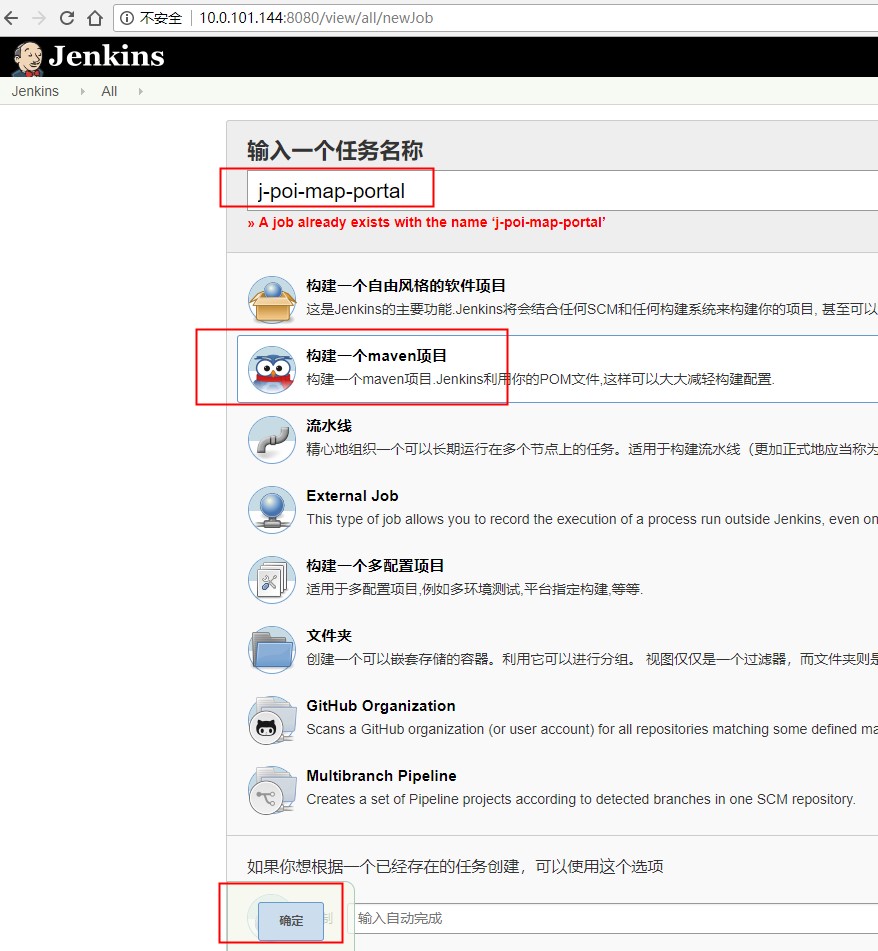 不安全 10.0.101.144:8080/view/all/newJob
Jenkins
Jenkins All
输入一个任务名称
j-poi-map-portal
» A job already exists with the name ‘j-poi-map-portal’
构建一个自由风格的软件项目
这是Jenkins的主要功能.Jenkins将会结合任何SCM和任何构建系统来构建你的项目, 甚至可以
构建一个maven项目
构建一个maven项目.Jenkins利用你的POM文件,这样可以大大减轻构建配置.
流水线
精心地组织一个可以长期运行在多个节点上的任务。适用于构建流水线（更加正式地应当称为
External Job
This type of job allows you to record the execution of a process run outside Jenkins, even on
构建一个多配置项目
适用于多配置项目,例如多环境测试,平台指定构建,等等.
文件夹
创建一个可以嵌套存储的容器。利用它可以进行分组。 视图仅仅是一个过滤器，而文件夹则是
GitHub Organization
Scans a GitHub organization (or user account) for all repositories matching some defined ma
Multibranch Pipeline
Creates a set of Pipeline projects according to detected branches in one SCM repository.
如果你想根据一个已经存在的任务创建，可以使用这个选项
确定 制 输入自动完成